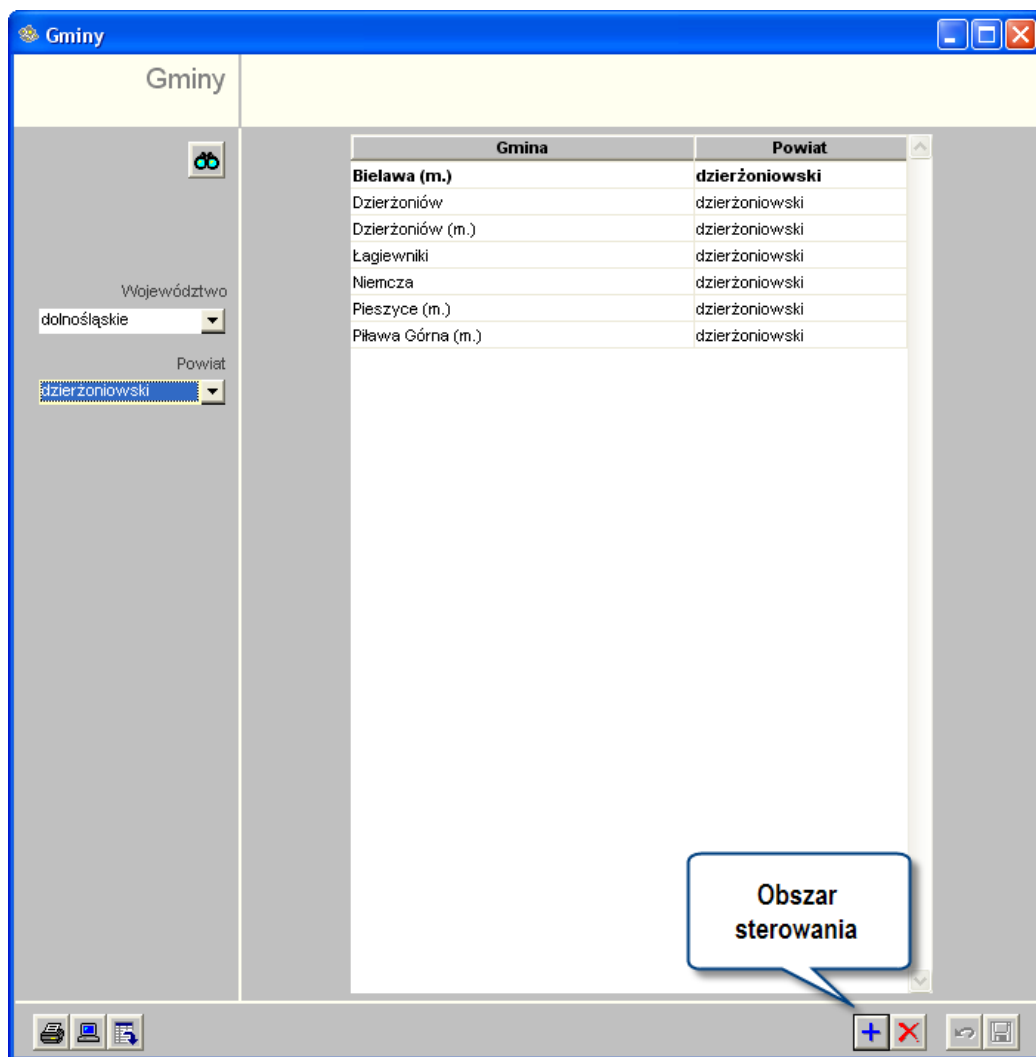 Gminy
Gminy
Gmina Powiat
Bielawa (m.) dzierżoniowski
Dzierżoniów dzierżoniowski
Dzierżoniów (m.) dzierżoniowski
Łagiewniki dzierżoniowski
Niemcza dzierżoniowski
Pieszyce (m.) dzierżoniowski
Piława Górna (m.) dzierżoniowski
Województwo
dolnośląskie
Powiat
dzierżoniowski
Obszar
sterowania